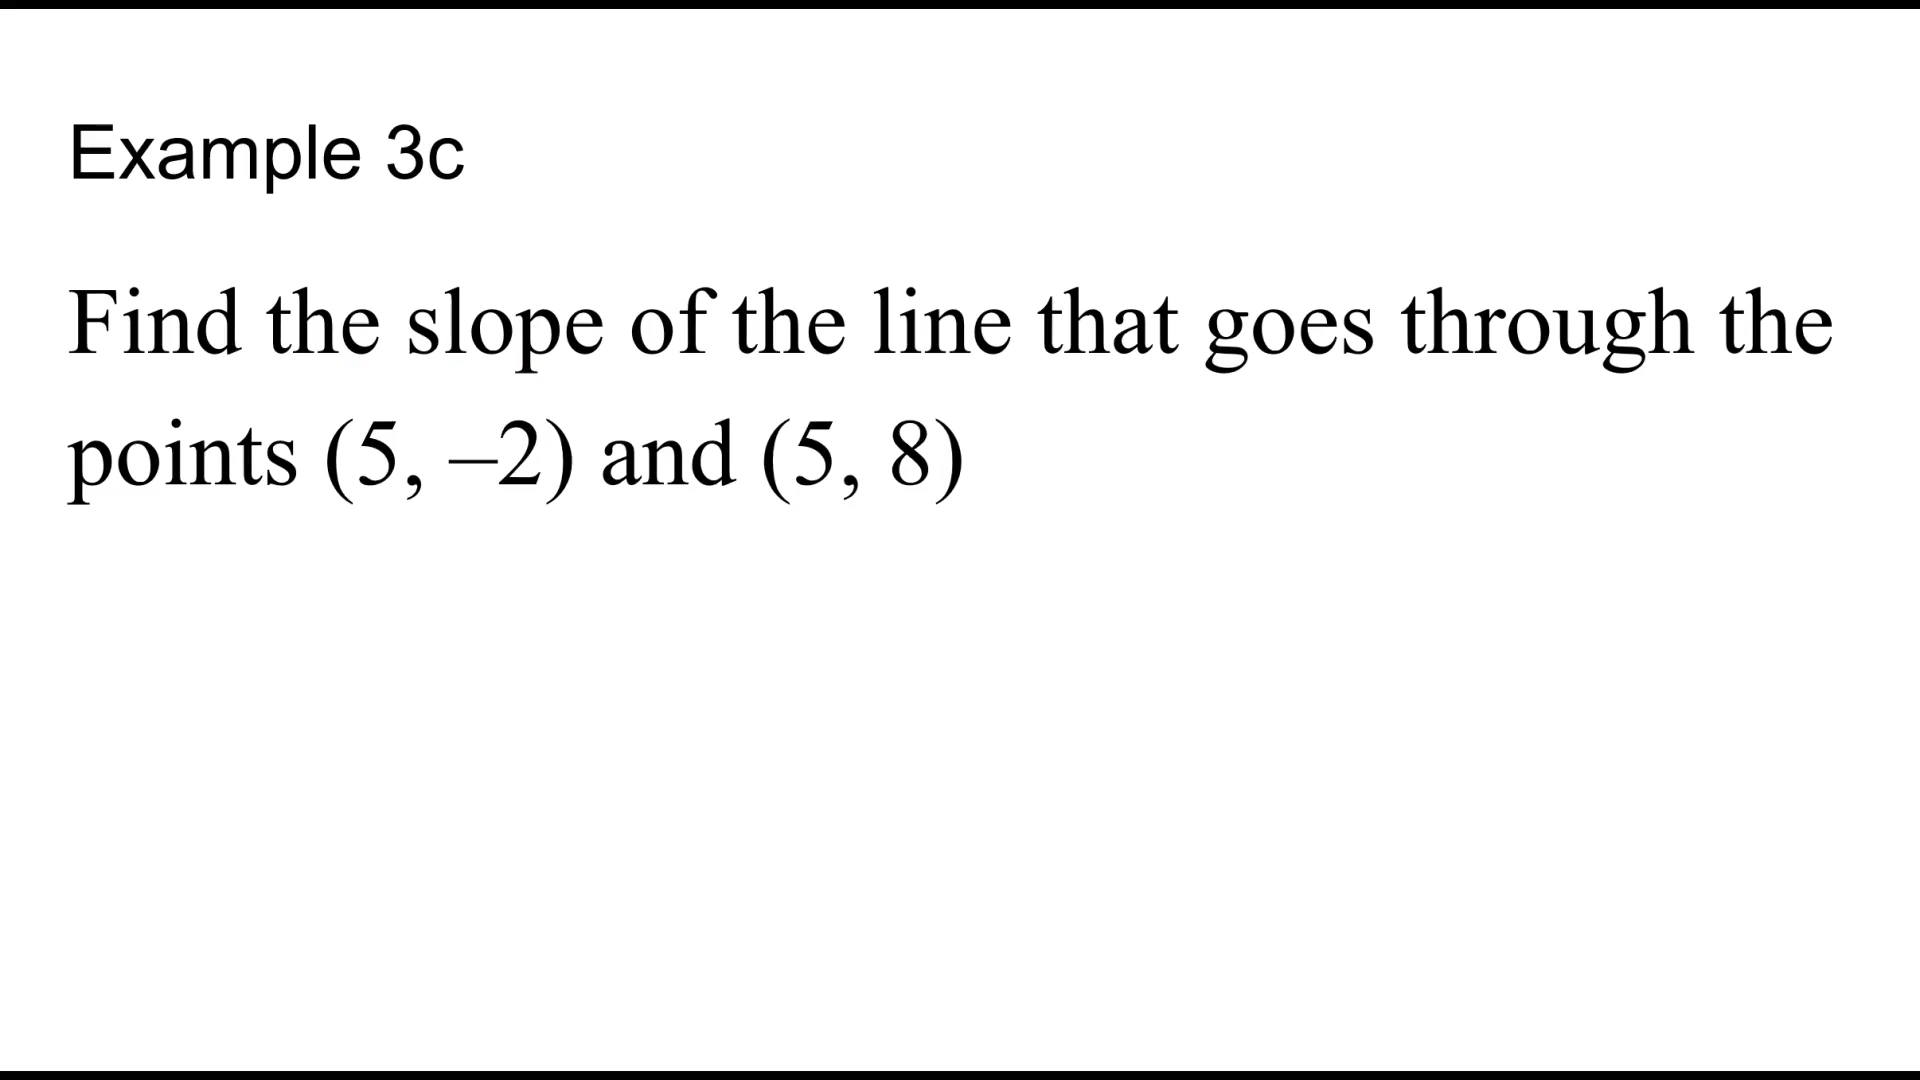 Example 3c
Find the slope of the line that goes through the
points (5, –2) and (5, 8)